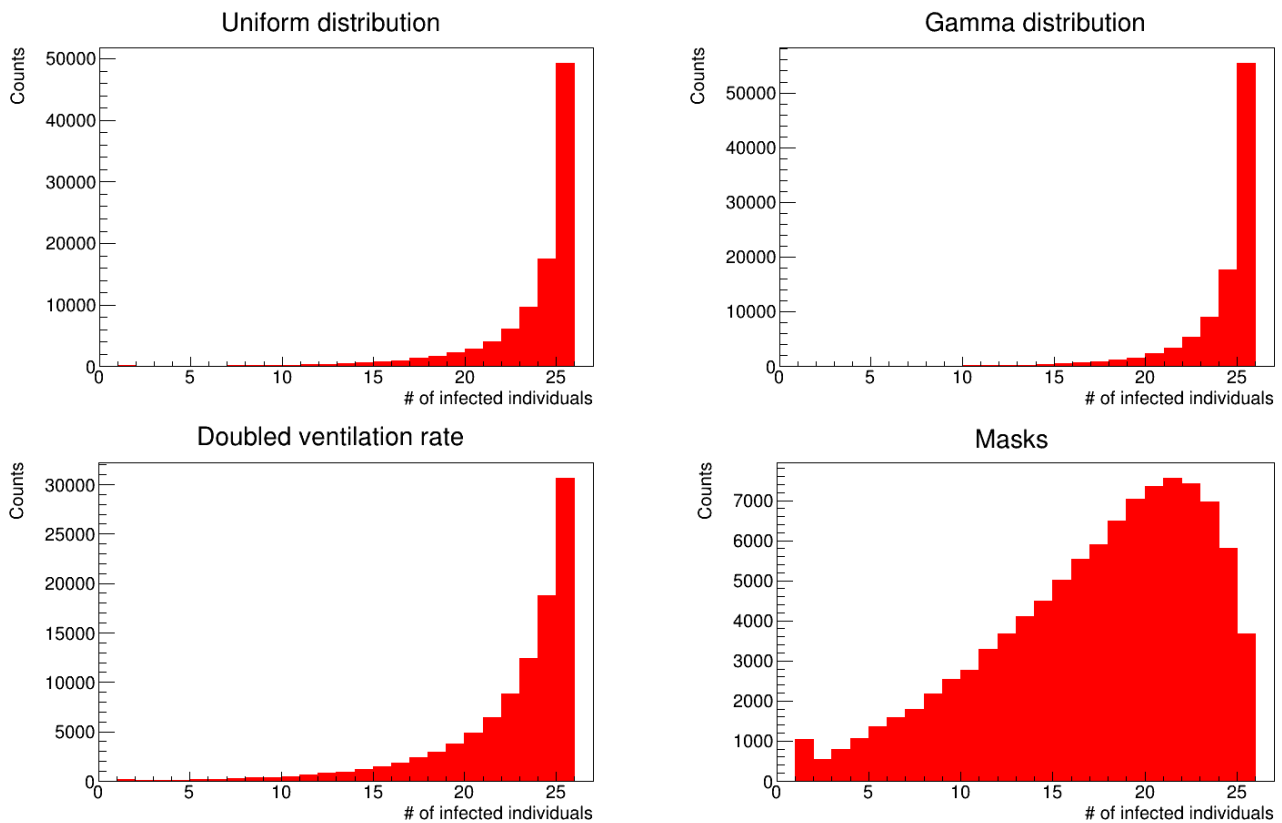 Uniform distribution
Counts
50000
40000
30000
20000
10000
0
0 5 10 15 20 25
# of infected individuals
Gamma distribution
Counts
50000
40000
30000
20000
10000
0
0 5 10 15 20 25
# of infected individuals
Doubled ventilation rate
Counts
30000
25000
20000
15000
10000
5000
0
0 5 10 15 20 25
# of infected individuals
Masks
Counts
7000
6000
5000
4000
3000
2000
1000
0
0 5 10 15 20 25
# of infected individuals